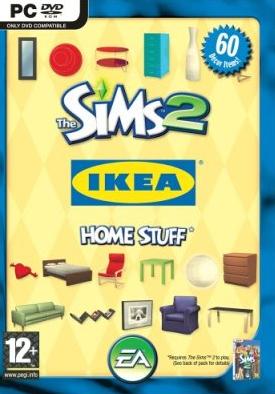 PC DVD
ROM
ONLY DVD COMPATIBLE
60
Decor Items!
The SIMS 2
IKEA
HOME STUFF*
12+
www.pegi.info
EA
*Requires The Sims™ 2 to play.
(See back of pack for details)